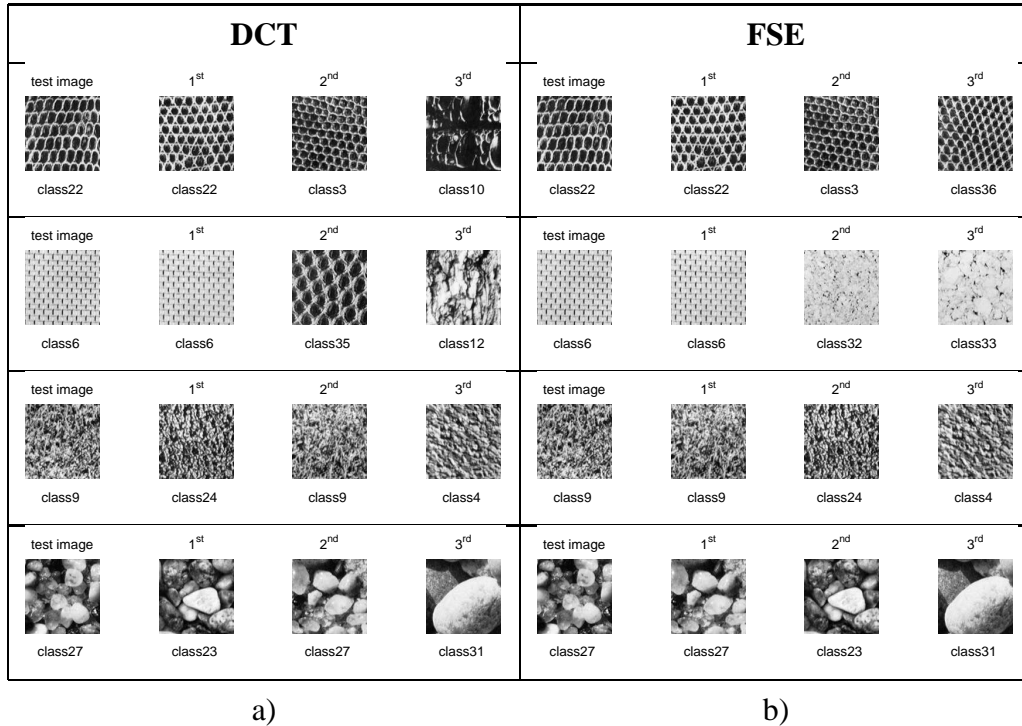 DCT FSE
test image 1st 2nd 3rd test image 1st 2nd 3rd
class22 class22 class3 class10 class22 class22 class3 class36
test image 1st 2nd 3rd test image 1st 2nd 3rd
class6 class6 class35 class12 class6 class6 class32 class33
test image 1st 2nd 3rd test image 1st 2nd 3rd
class9 class24 class9 class4 class9 class9 class24 class4
test image 1st 2nd 3rd test image 1st 2nd 3rd
class27 class23 class27 class31 class27 class27 class23 class31
a) b)